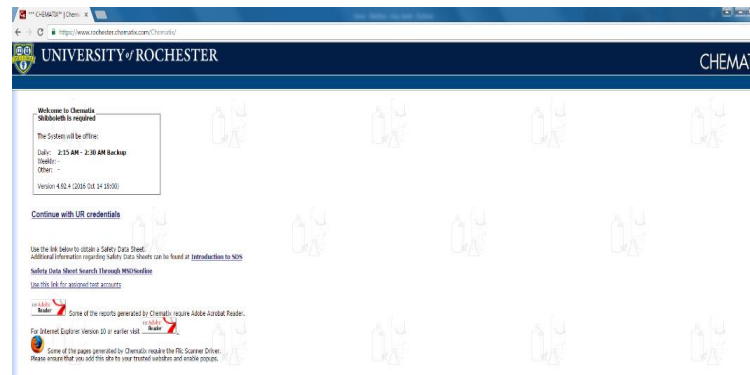 *** CHEMATIX™ | Chem
https://www.rochester.chematix.com/Chematix/
UNIVERSITY of ROCHESTER
CHEMAT
Welcome to Chematix
Shibboleth is required
The System will be offline:
Daily: 2:15 AM - 2:30 AM Backup
Weekly: -
Other: -
Version 4.92.4 (2016 Oct 14 18:00)
Continue with UR credentials
Use the link below to obtain a Safety Data Sheet.
Additional information regarding Safety Data Sheets can be found at Introduction to SDS
Safety Data Sheet Search Through MSDSonline
Use this link for assigned test accounts
Adobe Reader Some of the reports generated by Chematix require Adobe Acrobat Reader.
For Internet Explorer Version 10 or earlier visit Adobe Reader
Some of the pages generated by Chematix require the Flic Scanner Driver.
Please ensure that you add this site to your trusted websites and enable popups.